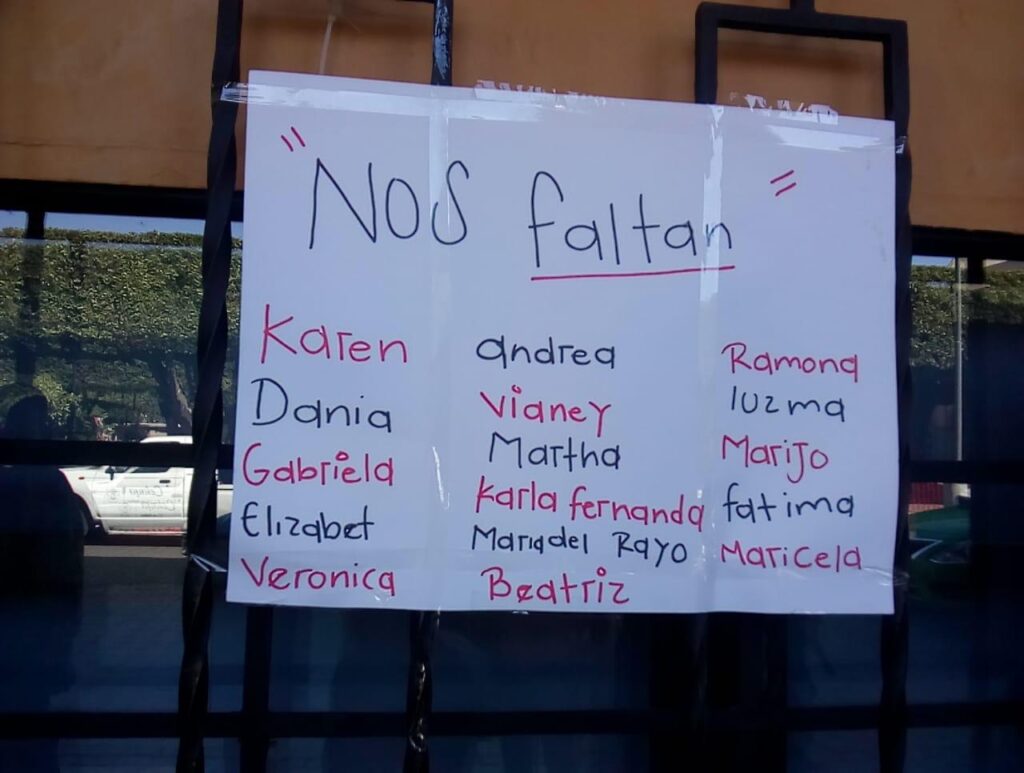 "NOS faltan"
Karen
Dania
Gabriela
Elizabet
Veronica
andrea
Vianey
Martha
Karla fernanda
Maria del Rayo
Beatriz
Ramona
luzma
Marijo
fatima
Maricela